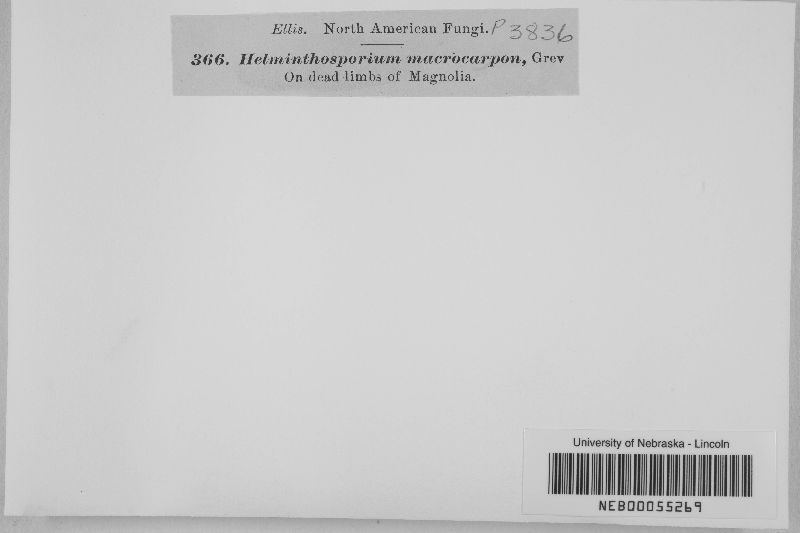 Ellis. North American Fungi. P3836
366. Helminthosporium macrocarpon, Grev
On dead limbs of Magnolia.
University of Nebraska - Lincoln
NEB00055269